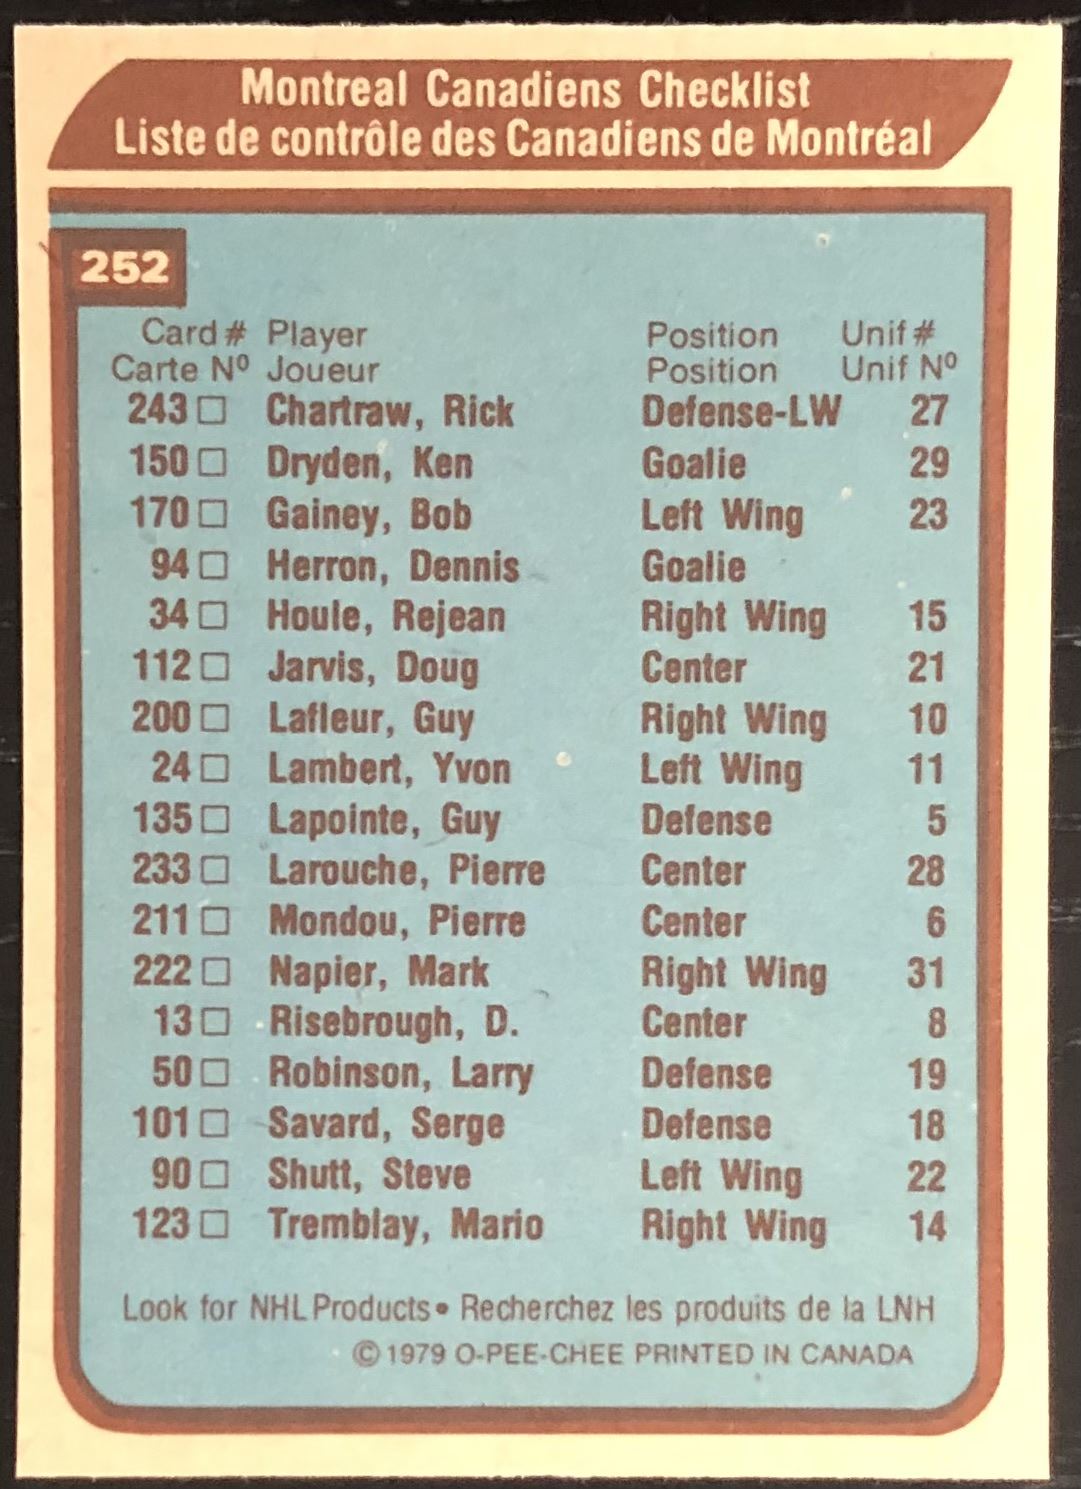 Montreal Canadiens Checklist
Liste de contrôle des Canadiens de Montréal
252
Card # Player Position Unif #
Carte Nº Joueur Position Unif Nº
243 □ Chartraw, Rick Defense-LW 27
150 □ Dryden, Ken Goalie 29
170 □ Gainey, Bob Left Wing 23
94 □ Herron, Dennis Goalie
34 □ Houle, Rejean Right Wing 15
112 □ Jarvis, Doug Center 21
200 □ Lafleur, Guy Right Wing 10
24 □ Lambert, Yvon Left Wing 11
135 □ Lapointe, Guy Defense 5
233 □ Larouche, Pierre Center 28
211 □ Mondou, Pierre Center 6
222 □ Napier, Mark Right Wing 31
13 □ Risebrough, D. Center 8
50 □ Robinson, Larry Defense 19
101 □ Savard, Serge Defense 18
90 □ Shutt, Steve Left Wing 22
123 □ Tremblay, Mario Right Wing 14
Look for NHL Products • Recherchez les produits de la LNH
© 1979 O-PEE-CHEE PRINTED IN CANADA